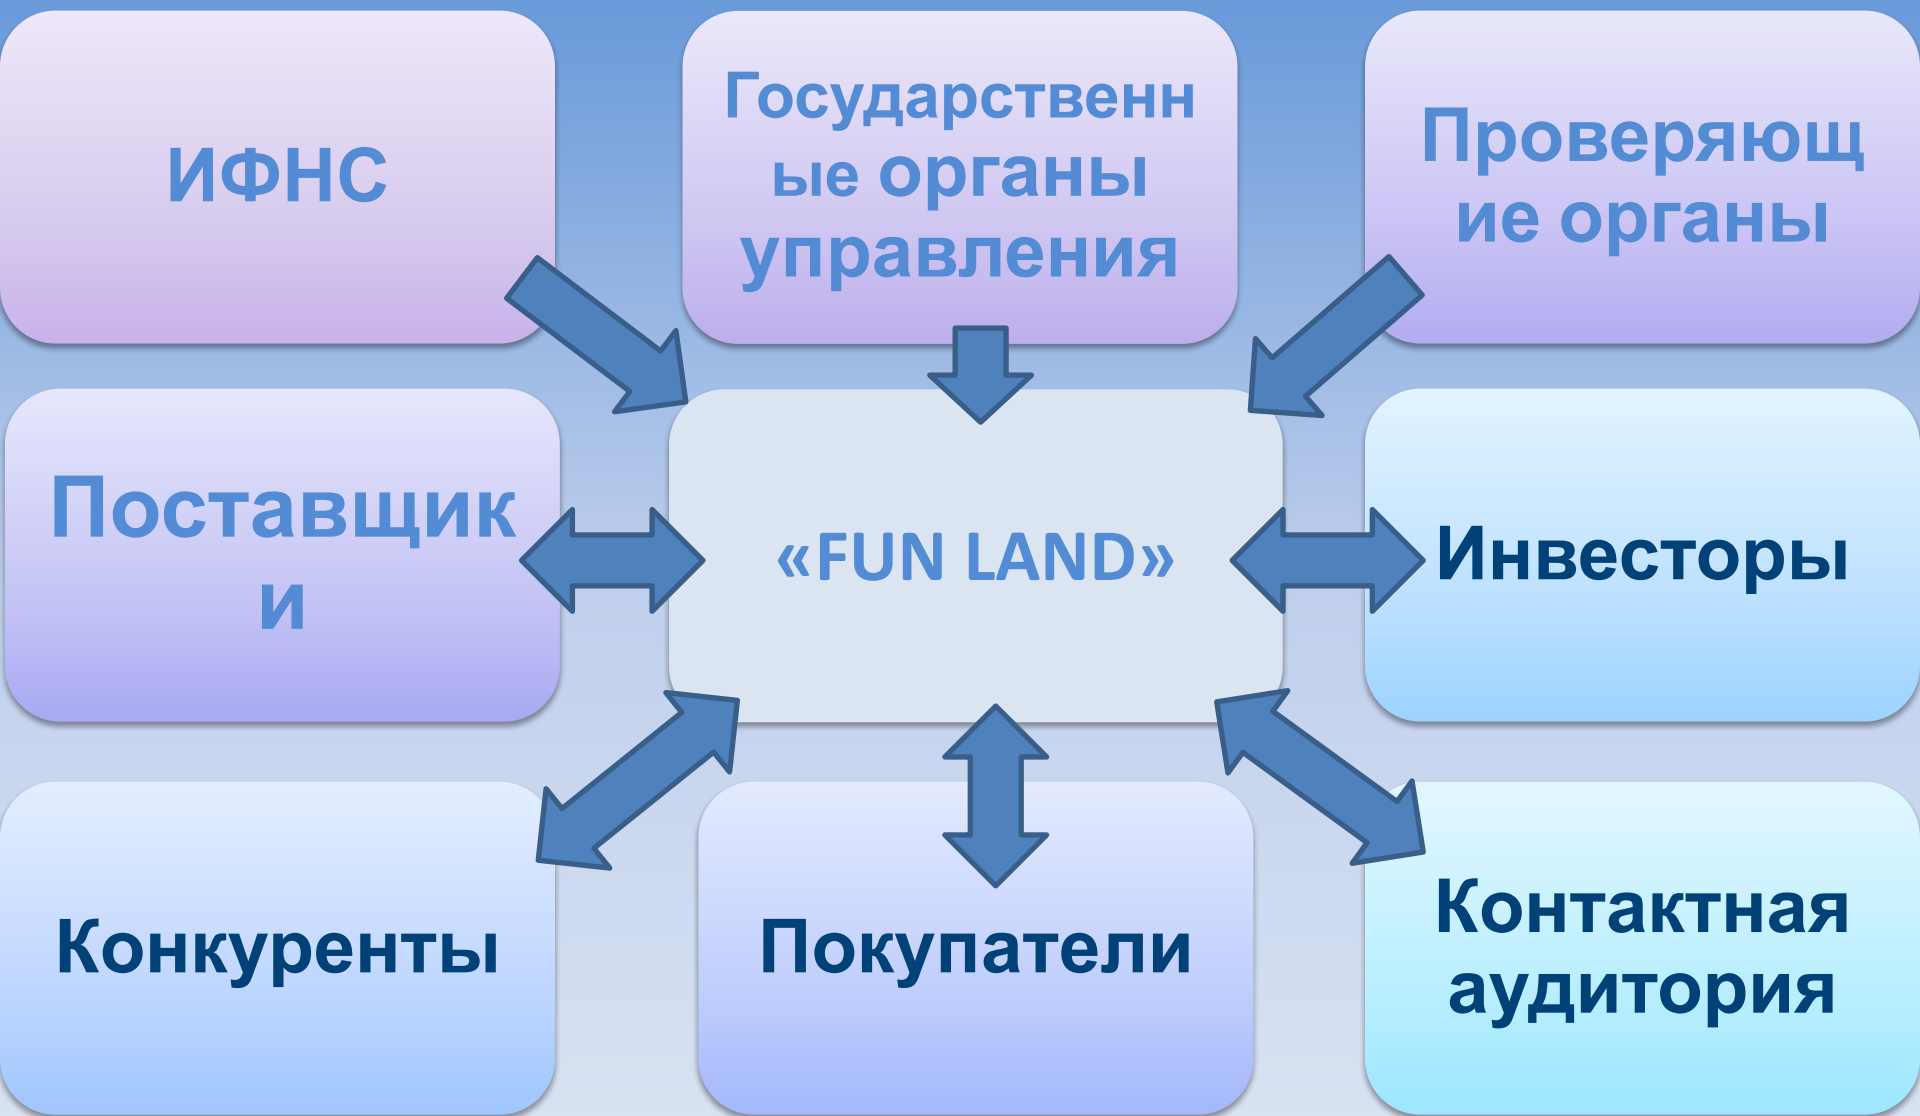 ИФНС
Государственн
ые органы
управления
Проверяющ
ие органы
Поставщик
и
«FUN LAND»
Инвесторы
Конкуренты
Покупатели
Контактная
аудитория